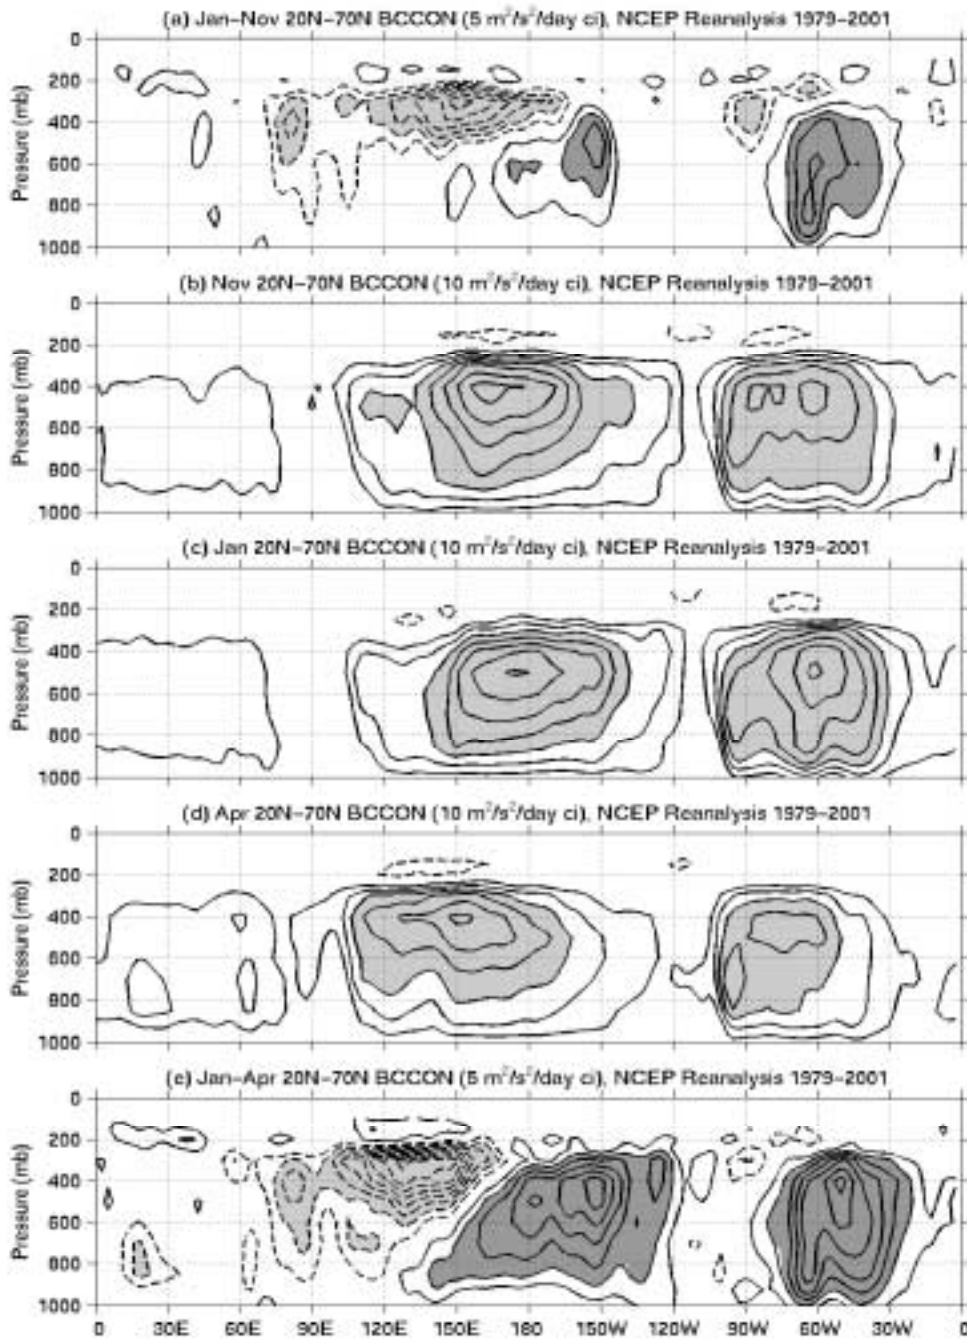 (a) Jan–Nov 20N–70N BCCON (5 m²/s²/day ci), NCEP Reanalysis 1979–2001
Pressure (mb)
0
200
400
600
800
1000
(b) Nov 20N–70N BCCON (10 m²/s²/day ci), NCEP Reanalysis 1979–2001
Pressure (mb)
0
200
400
600
800
1000
(c) Jan 20N–70N BCCON (10 m²/s²/day ci), NCEP Reanalysis 1979–2001
Pressure (mb)
0
200
400
600
800
1000
(d) Apr 20N–70N BCCON (10 m²/s²/day ci), NCEP Reanalysis 1979–2001
Pressure (mb)
0
200
400
600
800
1000
(e) Jan–Apr 20N–70N BCCON (5 m²/s²/day ci), NCEP Reanalysis 1979–2001
Pressure (mb)
0
200
400
600
800
1000
0 30E 60E 90E 120E 150E 180 150W 120W 90W 60W 30W 0